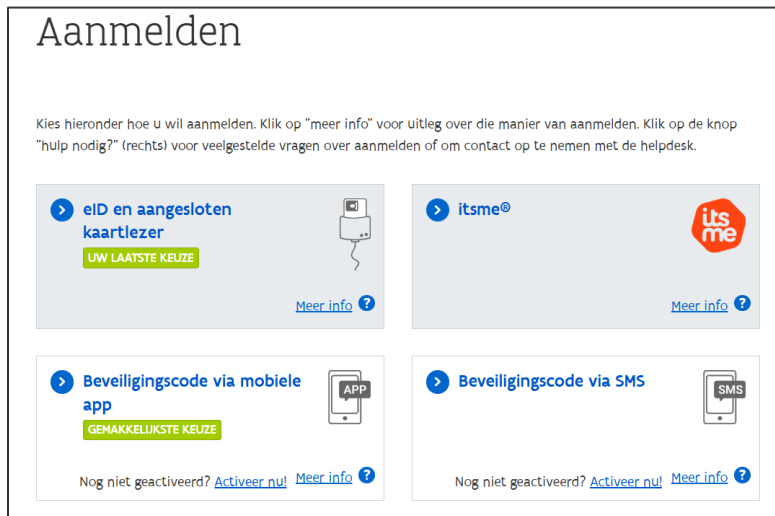 Aanmelden
Kies hieronder hoe u wil aanmelden. Klik op "meer info" voor uitleg over die manier van aanmelden. Klik op de knop
"hulp nodig?" (rechts) voor veelgestelde vragen over aanmelden of om contact op te nemen met de helpdesk.
eID en aangesloten
kaartlezer
UW LAATSTE KEUZE
Meer info ?
itsme®
its
me
Meer info ?
Beveiligingscode via mobiele
app
APP
GEMAKKELIJKSTE KEUZE
Nog niet geactiveerd? Activeer nu! Meer info ?
Beveiligingscode via SMS
SMS
Nog niet geactiveerd? Activeer nu! Meer info ?